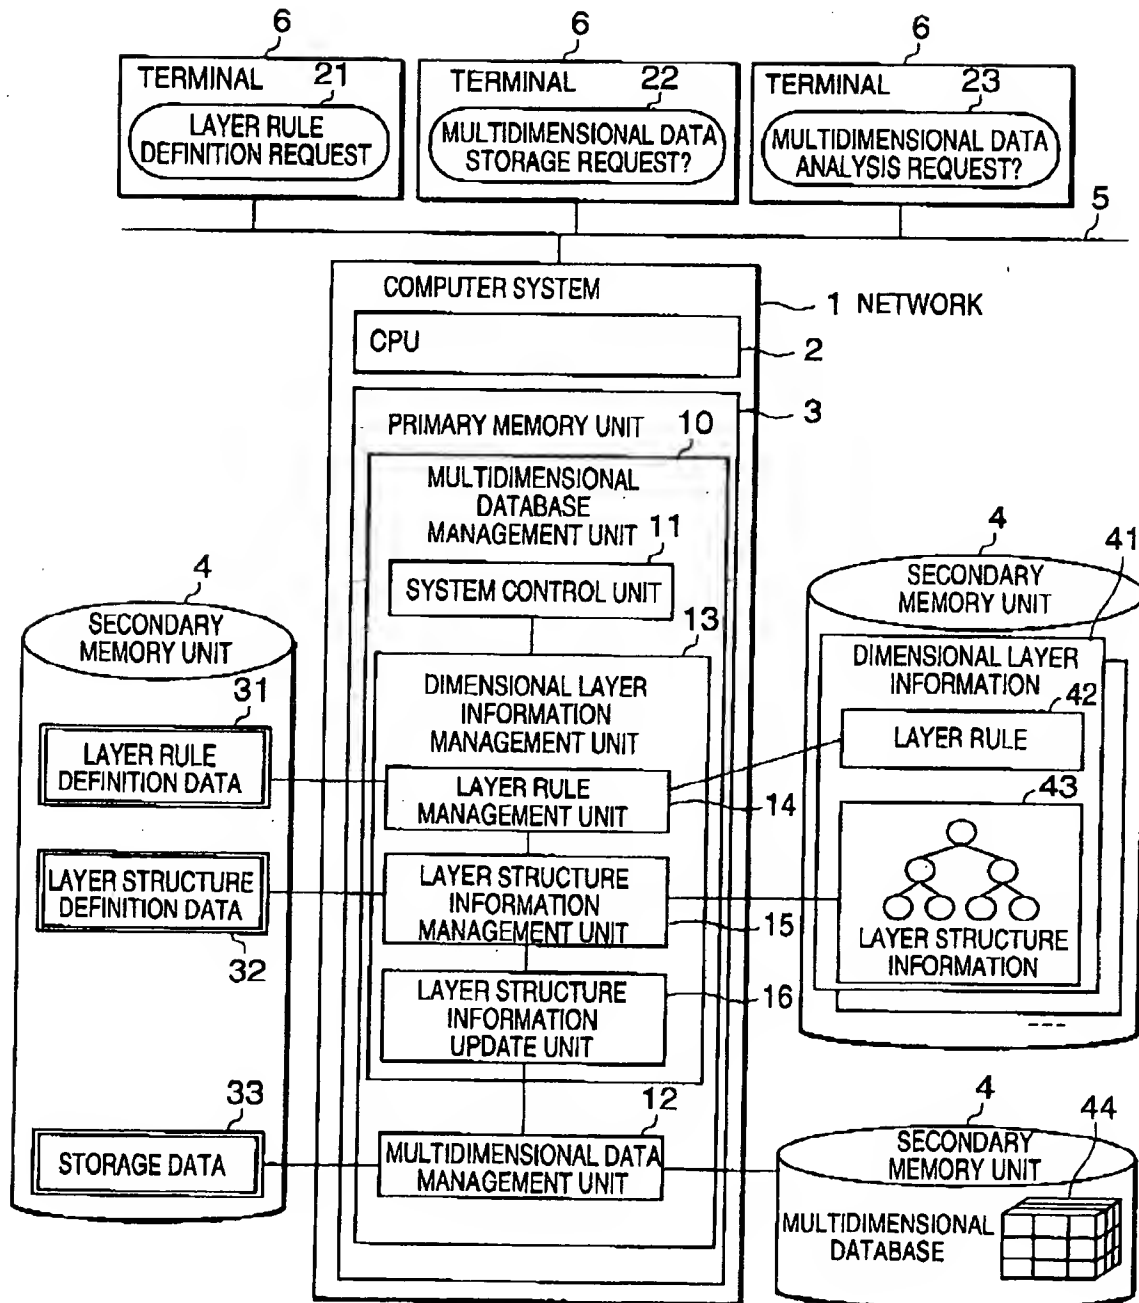 6
6
6
TERMINAL
21
LAYER RULE
DEFINITION REQUEST
TERMINAL
22
MULTIDIMENSIONAL DATA
STORAGE REQUEST?
TERMINAL
23
MULTIDIMENSIONAL DATA
ANALYSIS REQUEST?
5
COMPUTER SYSTEM
1 NETWORK
CPU
2
3
PRIMARY MEMORY UNIT
10
MULTIDIMENSIONAL
DATABASE
MANAGEMENT UNIT
11
SYSTEM CONTROL UNIT
13
DIMENSIONAL LAYER
INFORMATION
MANAGEMENT UNIT
LAYER RULE
MANAGEMENT UNIT
14
LAYER STRUCTURE
INFORMATION
MANAGEMENT UNIT
15
LAYER STRUCTURE
INFORMATION
UPDATE UNIT
16
12
MULTIDIMENSIONAL DATA
MANAGEMENT UNIT
4
SECONDARY
MEMORY UNIT
31
LAYER RULE
DEFINITION DATA
LAYER STRUCTURE
DEFINITION DATA
32
33
STORAGE DATA
4
41
SECONDARY
MEMORY UNIT
DIMENSIONAL LAYER
INFORMATION
42
LAYER RULE
43
LAYER STRUCTURE
INFORMATION
---
4
44
SECONDARY
MEMORY UNIT
MULTIDIMENSIONAL
DATABASE